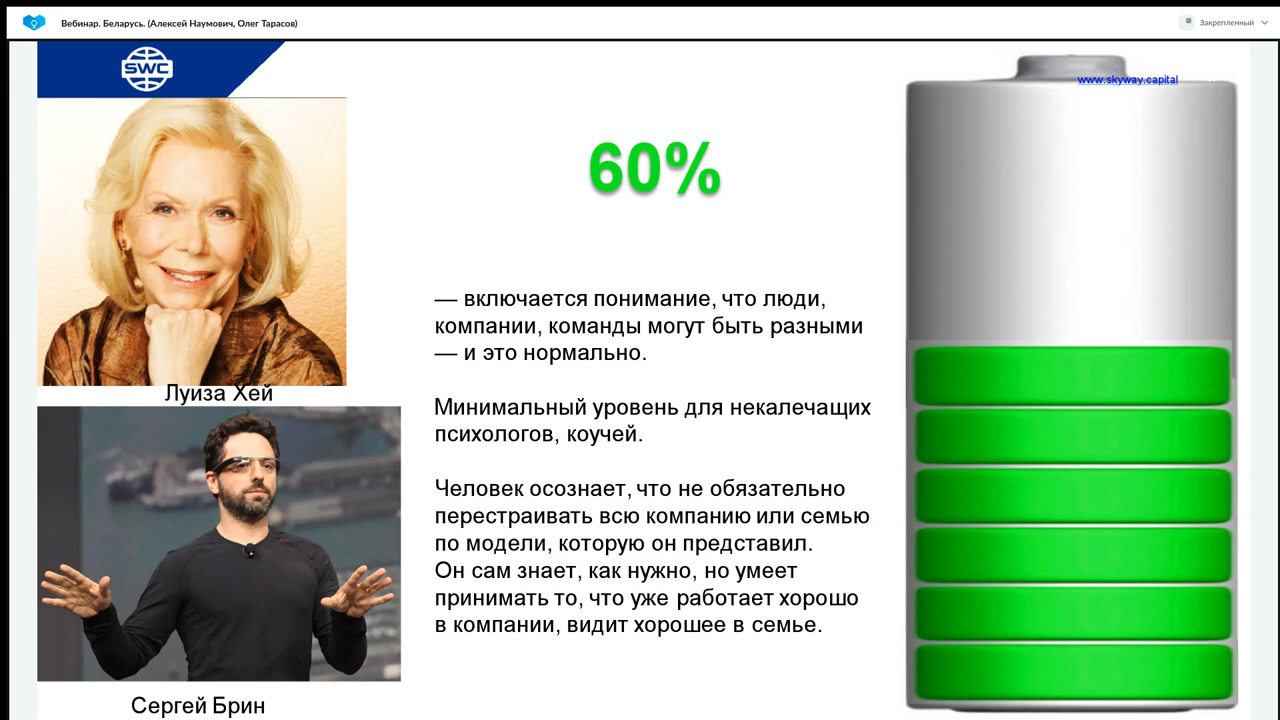 Вебинар. Беларусь. (Алексей Наумович, Олег Тарасов)
Закрепленный
SWC
www.skyway.capital
60%
— включается понимание, что люди,
компании, команды могут быть разными
— и это нормально.
Минимальный уровень для некалечащих
психологов, коучей.
Человек осознает, что не обязательно
перестраивать всю компанию или семью
по модели, которую он представил.
Он сам знает, как нужно, но умеет
принимать то, что уже работает хорошо
в компании, видит хорошее в семье.
Луиза Хей
Сергей Брин